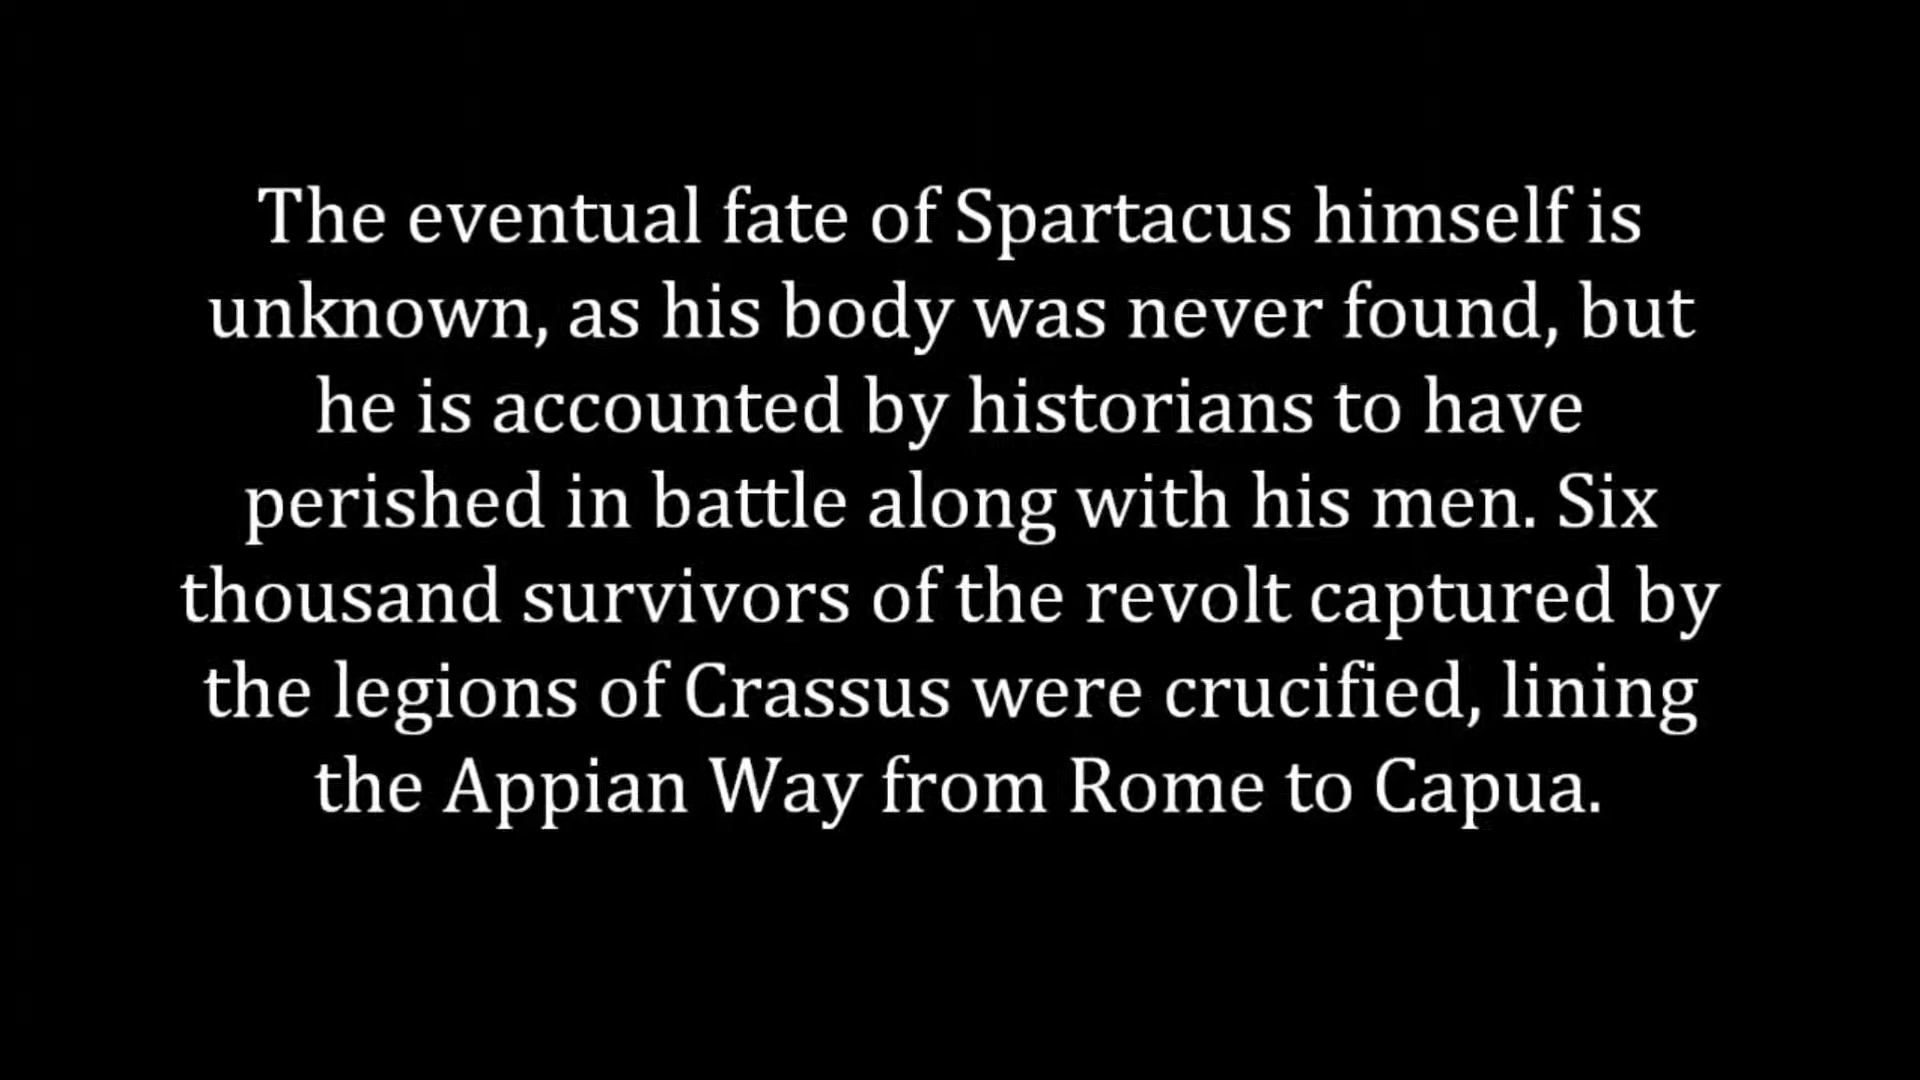 The eventual fate of Spartacus himself is
unknown, as his body was never found, but
he is accounted by historians to have
perished in battle along with his men. Six
thousand survivors of the revolt captured by
the legions of Crassus were crucified, lining
the Appian Way from Rome to Capua.